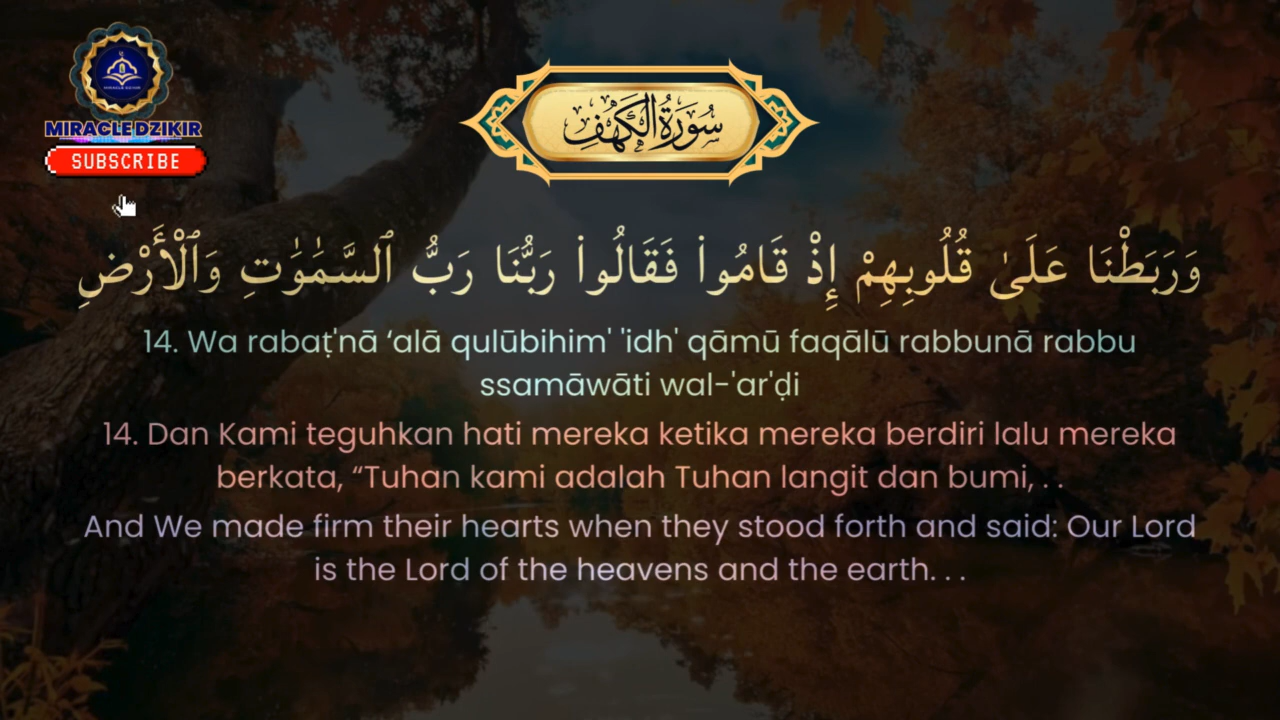 MIRACLE DZIKIR
SUBSCRIBE
سُورَةُ الْكَهْفِ
وَرَبَطْنَا عَلَىٰ قُلُوبِهِمْ إِذْ قَامُوا۟ فَقَالُوا۟ رَبُّنَا رَبُّ ٱلسَّمَـٰوَٰتِ وَٱلْأَرْضِ
14. Wa rabaṭ'nā ‘alā qulūbihim' 'idh' qāmū faqālū rabbunā rabbu
ssamāwāti wal-'ar'ḍi
14. Dan Kami teguhkan hati mereka ketika mereka berdiri lalu mereka
berkata, “Tuhan kami adalah Tuhan langit dan bumi, . .
And We made firm their hearts when they stood forth and said: Our Lord
is the Lord of the heavens and the earth. . .